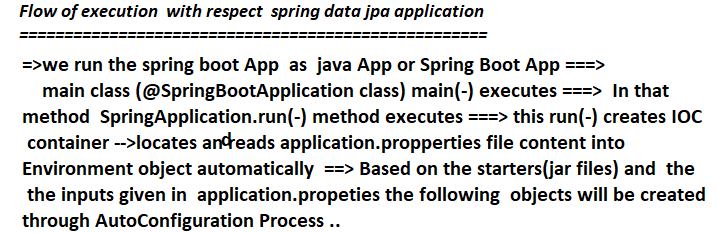 Flow of execution with respect spring data jpa application
====================================================
=>we run the spring boot App as java App or Spring Boot App ===>
main class (@SpringBootApplication class) main(-) executes ===> In that
method SpringApplication.run(-) method executes ===> this run(-) creates IOC
container -->locates and reads application.propperties file content into
Environment object automatically ==> Based on the starters(jar files) and the
the inputs given in application.propeties the following objects will be created
through AutoConfiguration Process ..